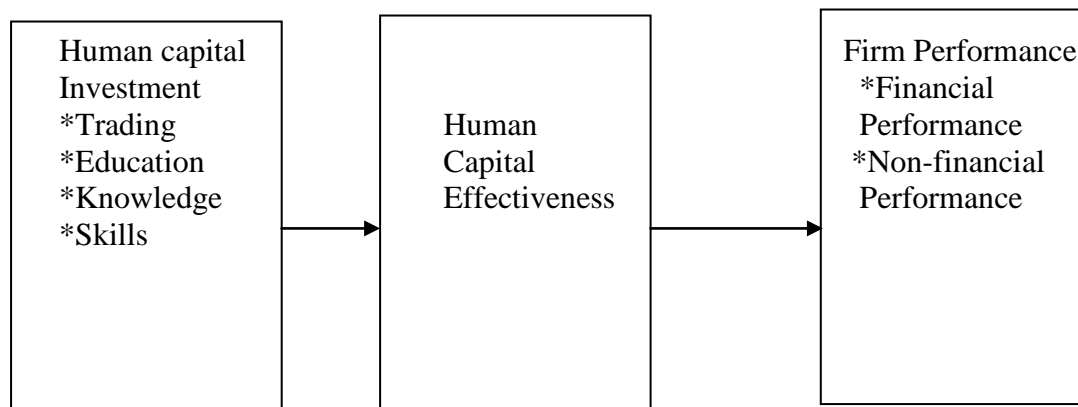 Human capital
Investment
*Trading
*Education
*Knowledge
*Skills
Human
Capital
Effectiveness
Firm Performance
*Financial
Performance
*Non-financial
Performance